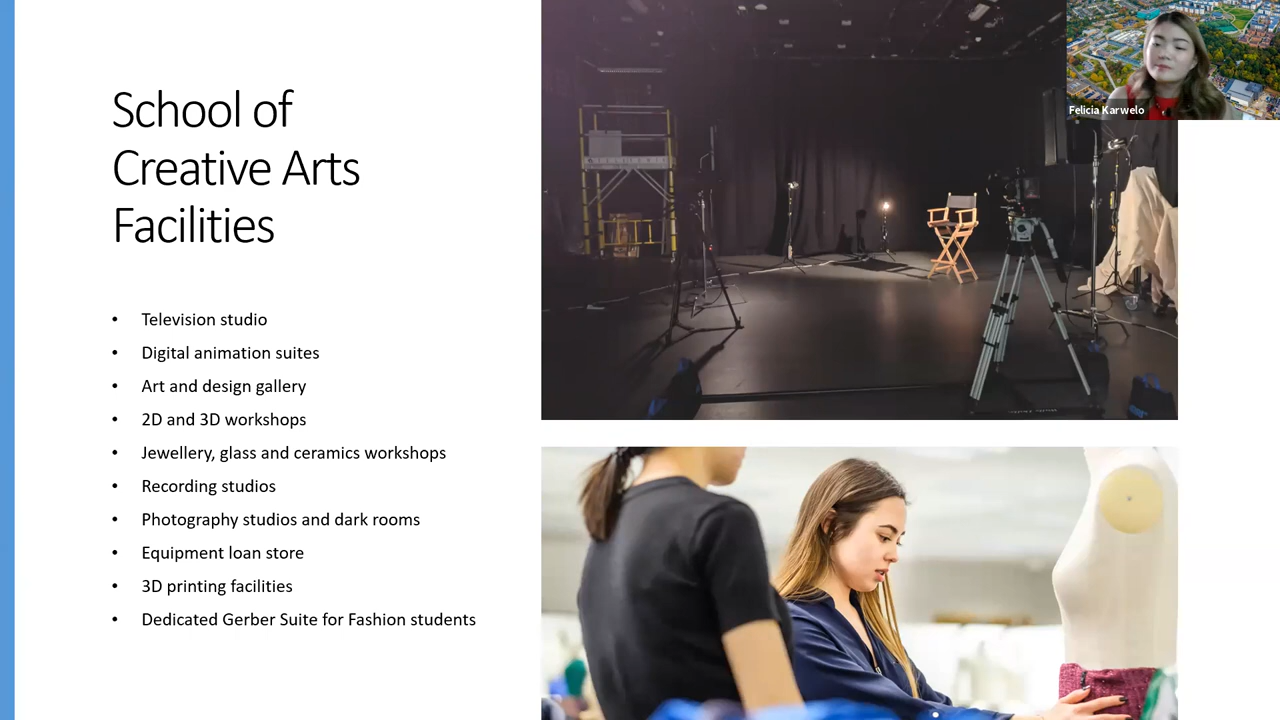 School of
Creative Arts
Facilities
• Television studio
• Digital animation suites
• Art and design gallery
• 2D and 3D workshops
• Jewellery, glass and ceramics workshops
• Recording studios
• Photography studios and dark rooms
• Equipment loan store
• 3D printing facilities
• Dedicated Gerber Suite for Fashion students
Felicia Karwelo